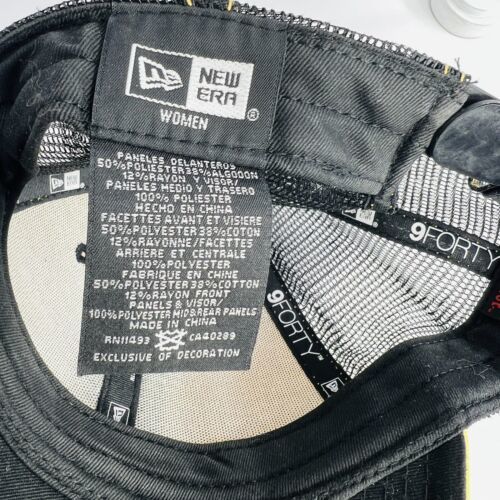 NEW
ERA
®
WOMEN
PANELES DELANTEROS
50%POLIESTER38%ALGODON
12%RAYON Y VISOR/
PANELES MEDIO Y TRASERO
100% POLIESTER
HECHO EN CHINA
FACETTES AVANT ET VISIERE
50% POLYESTER 38%COTON
12%RAYONNE/FACETTES
ARRIERE ET CENTRALE
100%POLYESTER
FABRIQUE EN CHINE
50%POLYESTER38%COTTON
12%RAYON FRONT
PANELS & VISOR/
100%POLYESTER MID&REAR PANELS
MADE IN CHINA
RN11493 CA40289
EXCLUSIVE OF DECORATION
9FORTY
9FORTY